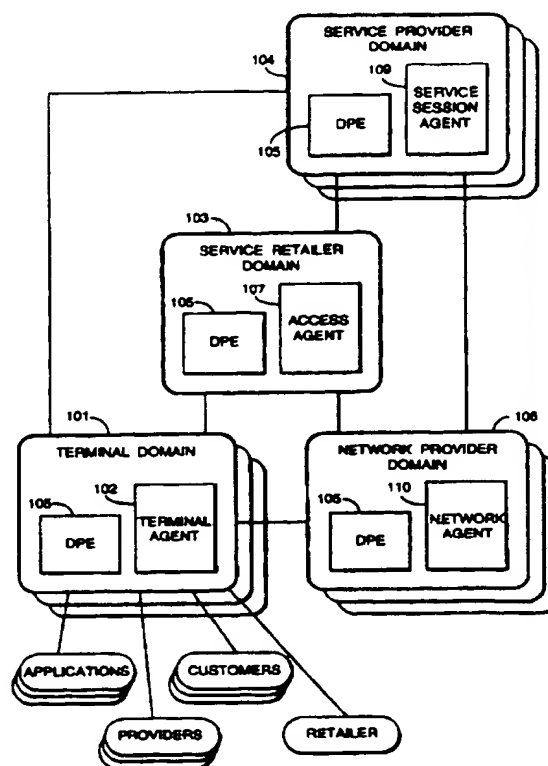 SERVICE PROVIDER
DOMAIN
104
109
SERVICE
SESSION
AGENT
DPE
105
103
SERVICE RETAILER
DOMAIN
105
107
ACCESS
AGENT
DPE
101
108
TERMINAL DOMAIN
NETWORK PROVIDER
DOMAIN
105
102
TERMINAL
AGENT
DPE
105
110
NETWORK
AGENT
DPE
APPLICATIONS
CUSTOMERS
PROVIDERS
RETAILER